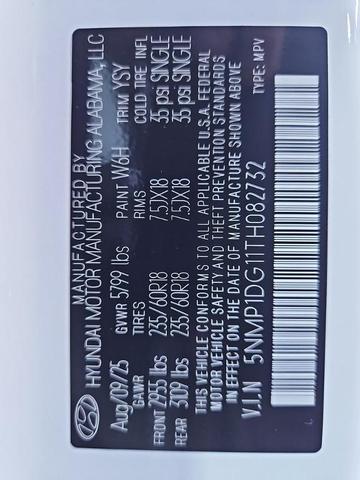 MANUFACTURED BY
HYUNDAI MOTOR MANUFACTURING ALABAMA, LLC
Aug/09/25 GVWR 5799 lbs PAINT W6H TRIM YSY
GAWR TIRES RIMS COLD TIRE INFL
FRONT 2955 lbs 235/60R18 7.5JX18 35 psi SINGLE
REAR 3109 lbs 235/60R18 7.5JX18 35 psi SINGLE
THIS VEHICLE CONFORMS TO ALL APPLICABLE U.S.A. FEDERAL
MOTOR VEHICLE SAFETY AND THEFT PREVENTION STANDARDS
IN EFFECT ON THE DATE OF MANUFACTURE SHOWN ABOVE
V.I.N 5NMP1DG11TH082732 TYPE: MPV